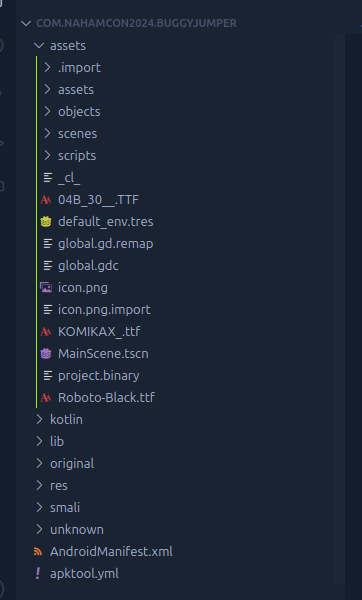 COM.NAHAMCON2024.BUGGYJUMPER
assets
.import
assets
objects
scenes
scripts
_cl_
04B_30__.TTF
default_env.tres
global.gd.remap
global.gdc
icon.png
icon.png.import
KOMIKAX_.ttf
MainScene.tscn
project.binary
Roboto-Black.ttf
kotlin
lib
original
res
smali
unknown
AndroidManifest.xml
apktool.yml